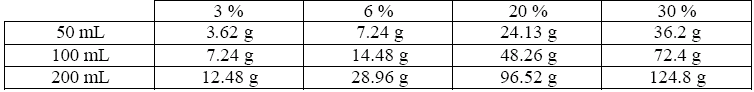 3 % 6 % 20 % 30 %
50 mL 3.62 g 7.24 g 24.13 g 36.2 g
100 mL 7.24 g 14.48 g 48.26 g 72.4 g
200 mL 12.48 g 28.96 g 96.52 g 124.8 g